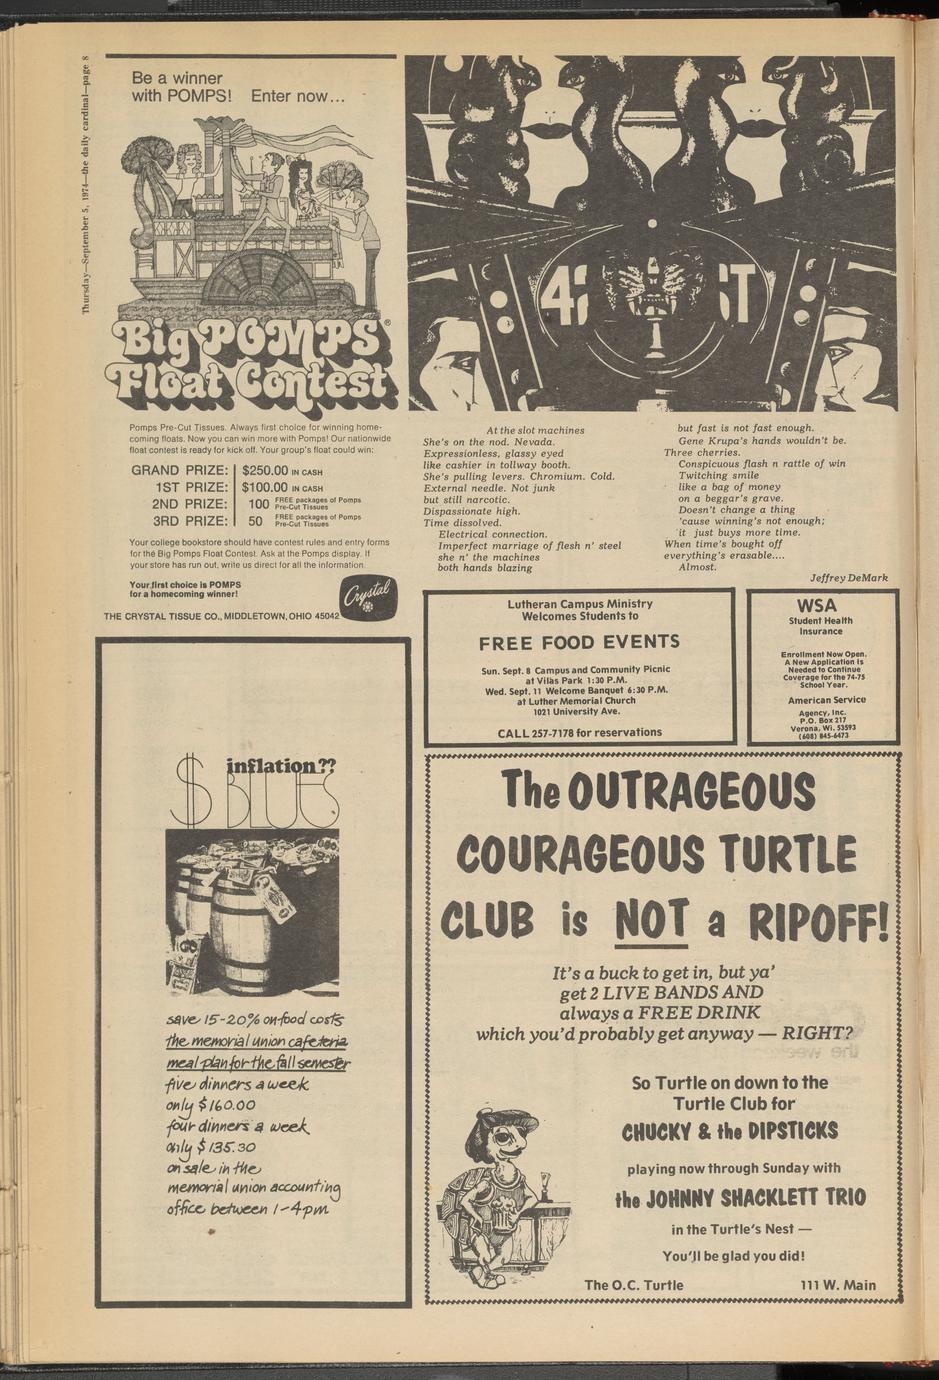 Thursday—September 5, 1974—the daily cardinal—page 8
Be a winner
with POMPS! Enter now...
Big POMPS®
Float Contest
Pomps Pre-Cut Tissues. Always first choice for winning home-
coming floats. Now you can win more with Pomps! Our nationwide
float contest is ready for kick off. Your group's float could win:
GRAND PRIZE: $250.00 IN CASH
1ST PRIZE: $100.00 IN CASH
2ND PRIZE: 100 FREE packages of Pomps
Pre-Cut Tissues
3RD PRIZE: 50 FREE packages of Pomps
Pre-Cut Tissues
Your college bookstore should have contest rules and entry forms
for the Big Pomps Float Contest. Ask at the Pomps display. If
your store has run out, write us direct for all the information.
Your first choice is POMPS
for a homecoming winner!
Crystal
THE CRYSTAL TISSUE CO., MIDDLETOWN, OHIO 45042
At the slot machines
She's on the nod. Nevada.
Expressionless, glassy eyed
like cashier in tollway booth.
She's pulling levers. Chromium. Cold.
External needle. Not junk
but still narcotic.
Dispassionate high.
Time dissolved.
Electrical connection.
Imperfect marriage of flesh n' steel
she n' the machines
both hands blazing
but fast is not fast enough.
Gene Krupa's hands wouldn't be.
Three cherries.
Conspicuous flash n rattle of win
Twitching smile
like a bag of money
on a beggar's grave.
Doesn't change a thing
'cause winning's not enough;
it just buys more time.
When time's bought off
everything's erasable....
Almost.
Jeffrey DeMark
Lutheran Campus Ministry
Welcomes Students to
FREE FOOD EVENTS
Sun. Sept. 8 Campus and Community Picnic
at Vilas Park 1:30 P.M.
Wed. Sept. 11 Welcome Banquet 6:30 P.M.
at Luther Memorial Church
1021 University Ave.
CALL 257-7178 for reservations
WSA
Student Health
Insurance
Enrollment Now Open.
A New Application Is
Needed to Continue
Coverage for the 74-75
School Year.
American Service
Agency, Inc.
P.O. Box 217
Verona, Wi. 53593
(608) 845-6473
inflation??
$ BLUES
save 15-20% on food costs
the memorial union cafeteria
meal plan for the fall semester
five dinners a week
only $160.00
four dinners a week
only $135.30
on sale in the
memorial union accounting
office between 1-4pm
The OUTRAGEOUS
COURAGEOUS TURTLE
CLUB is NOT a RIPOFF!
It's a buck to get in, but ya'
get 2 LIVE BANDS AND
always a FREE DRINK
which you'd probably get anyway — RIGHT?
So Turtle on down to the
Turtle Club for
CHUCKY & the DIPSTICKS
playing now through Sunday with
the JOHNNY SHACKLETT TRIO
in the Turtle's Nest —
You'll be glad you did!
The O.C. Turtle 111 W. Main